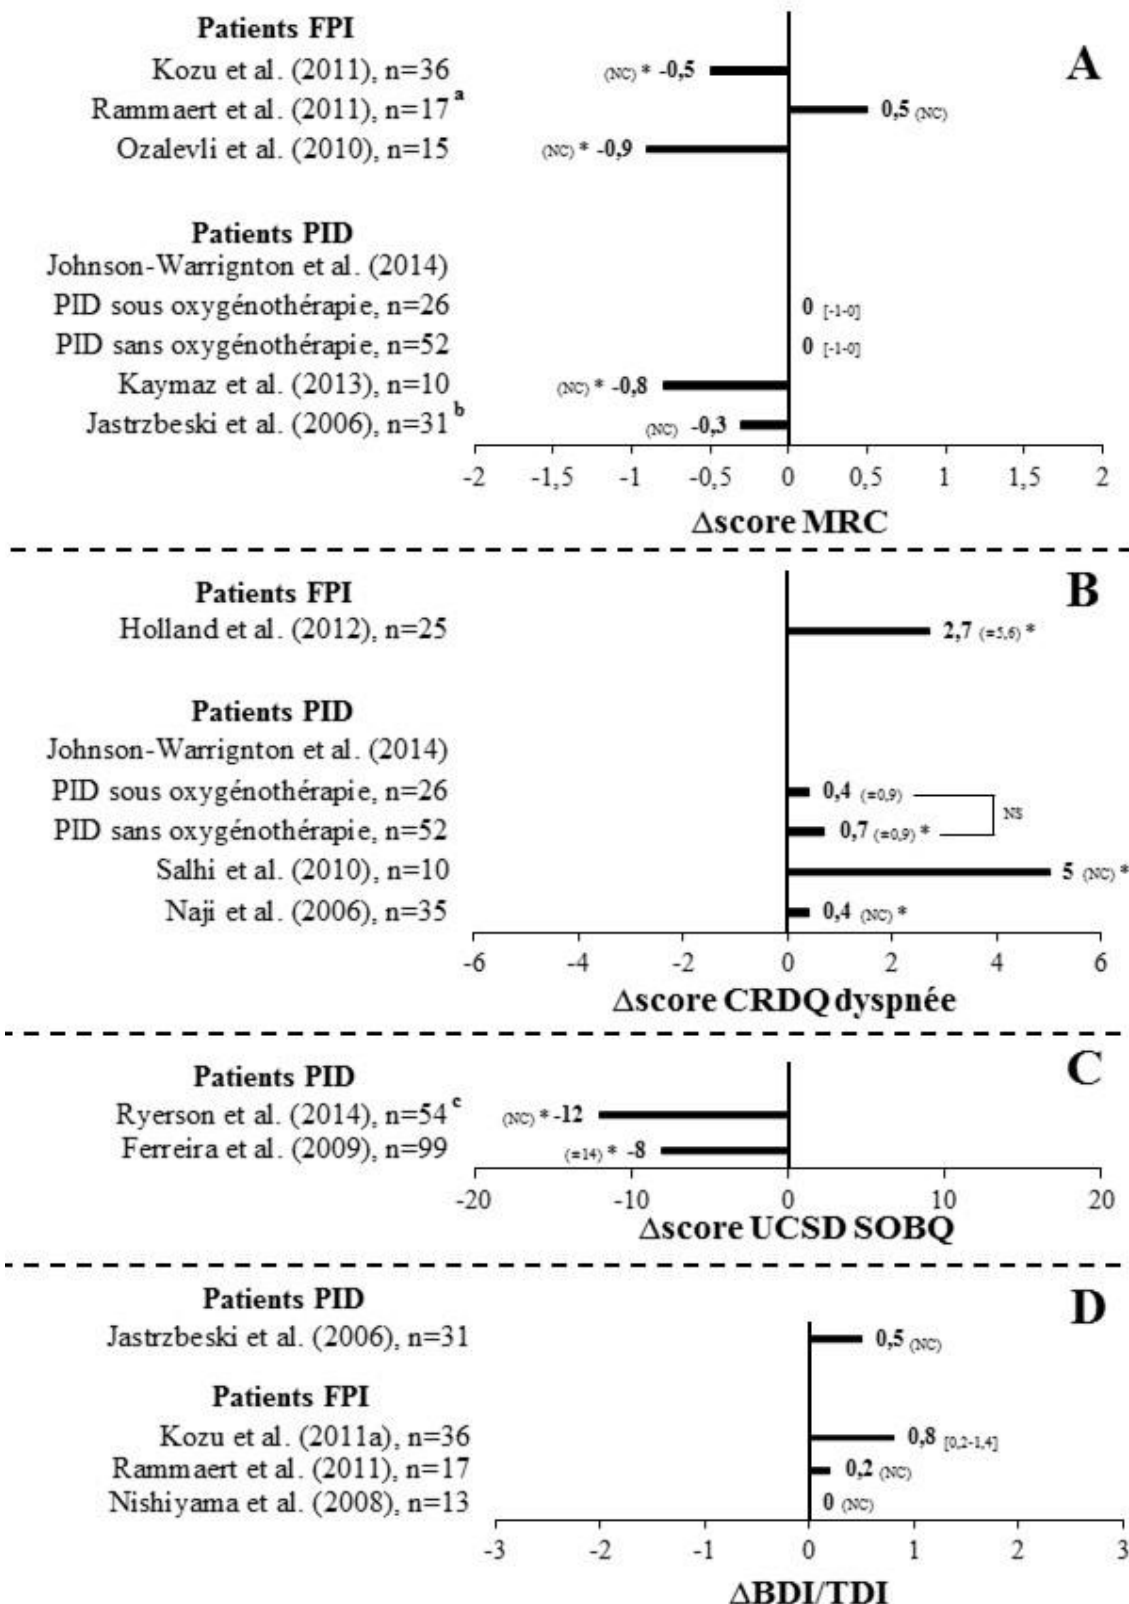 Patients FPI
A
Kozu et al. (2011), n=36 (NC) * -0,5
Rammaert et al. (2011), n=17 a 0,5 (NC)
Ozalevli et al. (2010), n=15 (NC) * -0,9
Patients PID
Johnson-Warrignton et al. (2014)
PID sous oxygénothérapie, n=26 0 [-1-0]
PID sans oxygénothérapie, n=52 0 [-1-0]
Kaymaz et al. (2013), n=10 (NC) * -0,8
Jastrzbeski et al. (2006), n=31 b (NC) -0,3
-2 -1,5 -1 -0,5 0 0,5 1 1,5 2
Δscore MRC
Patients FPI
B
Holland et al. (2012), n=25 2,7 (±5,6) *
Patients PID
Johnson-Warrignton et al. (2014)
PID sous oxygénothérapie, n=26 0,4 (±0,9)
NS
PID sans oxygénothérapie, n=52 0,7 (±0,9) *
Salhi et al. (2010), n=10 5 (NC) *
Naji et al. (2006), n=35 0,4 (NC) *
-6 -4 -2 0 2 4 6
Δscore CRDQ dyspnée
Patients PID
C
Ryerson et al. (2014), n=54 c (NC) * -12
Ferreira et al. (2009), n=99 (±14) * -8
-20 -10 0 10 20
Δscore UCSD SOBQ
Patients PID
D
Jastrzbeski et al. (2006), n=31 0,5 (NC)
Patients FPI
Kozu et al. (2011a), n=36 0,8 [0,2-1,4]
Rammaert et al. (2011), n=17 0,2 (NC)
Nishiyama et al. (2008), n=13 0 (NC)
-3 -2 -1 0 1 2 3
ΔBDI/TDI